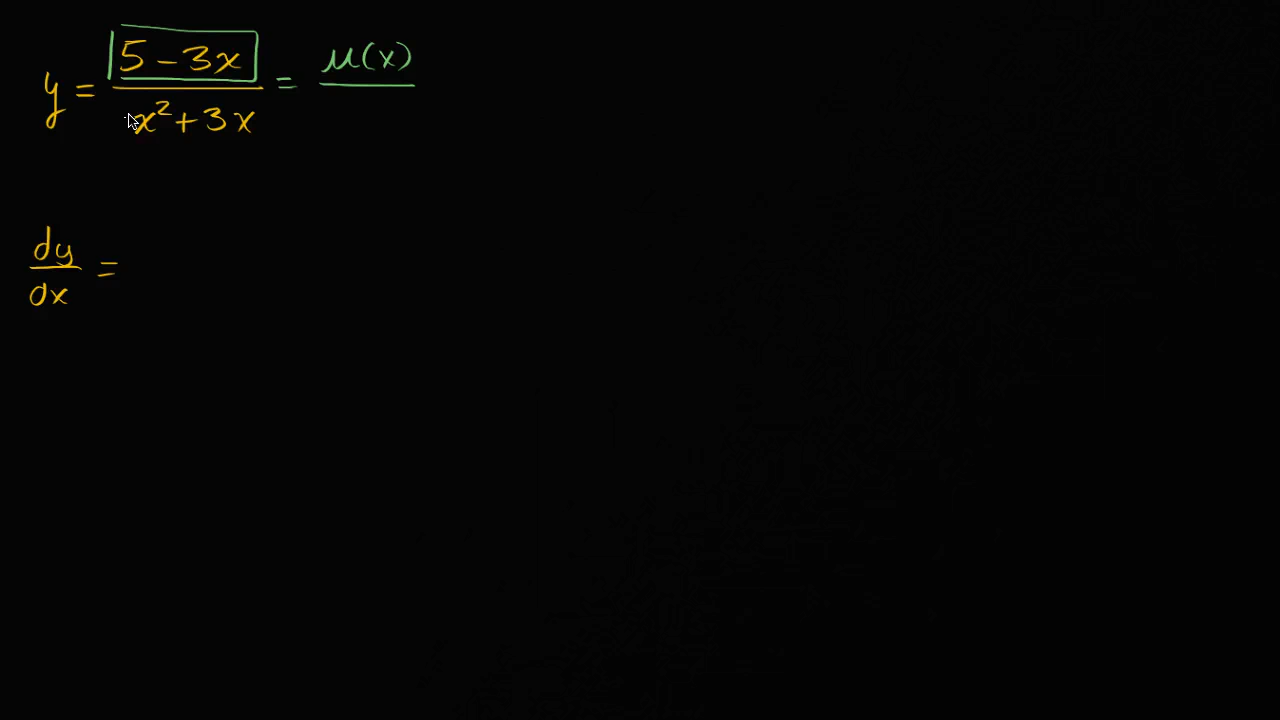 y = (5 - 3x)/(x² + 3x) = u(x)/
dy/dx =